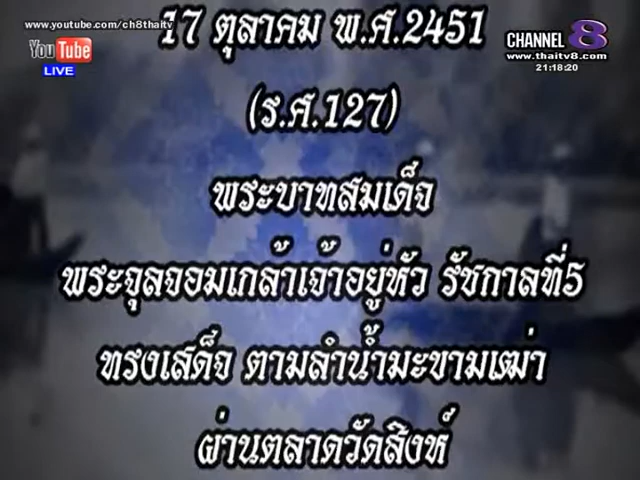 www.youtube.com/ch8thaitv
You Tube
LIVE
CHANNEL 8
www.thaitv8.com
21:18:20
17 ตุลาคม พ.ศ.2451
(ร.ศ.127)
พระบาทสมเด็จ
พระจุลจอมเกล้าเจ้าอยู่หัว รัชกาลที่5
ทรงเสด็จ ตามลำน้ำมะขามเฒ่า
ผ่านตลาดวัดสิงห์